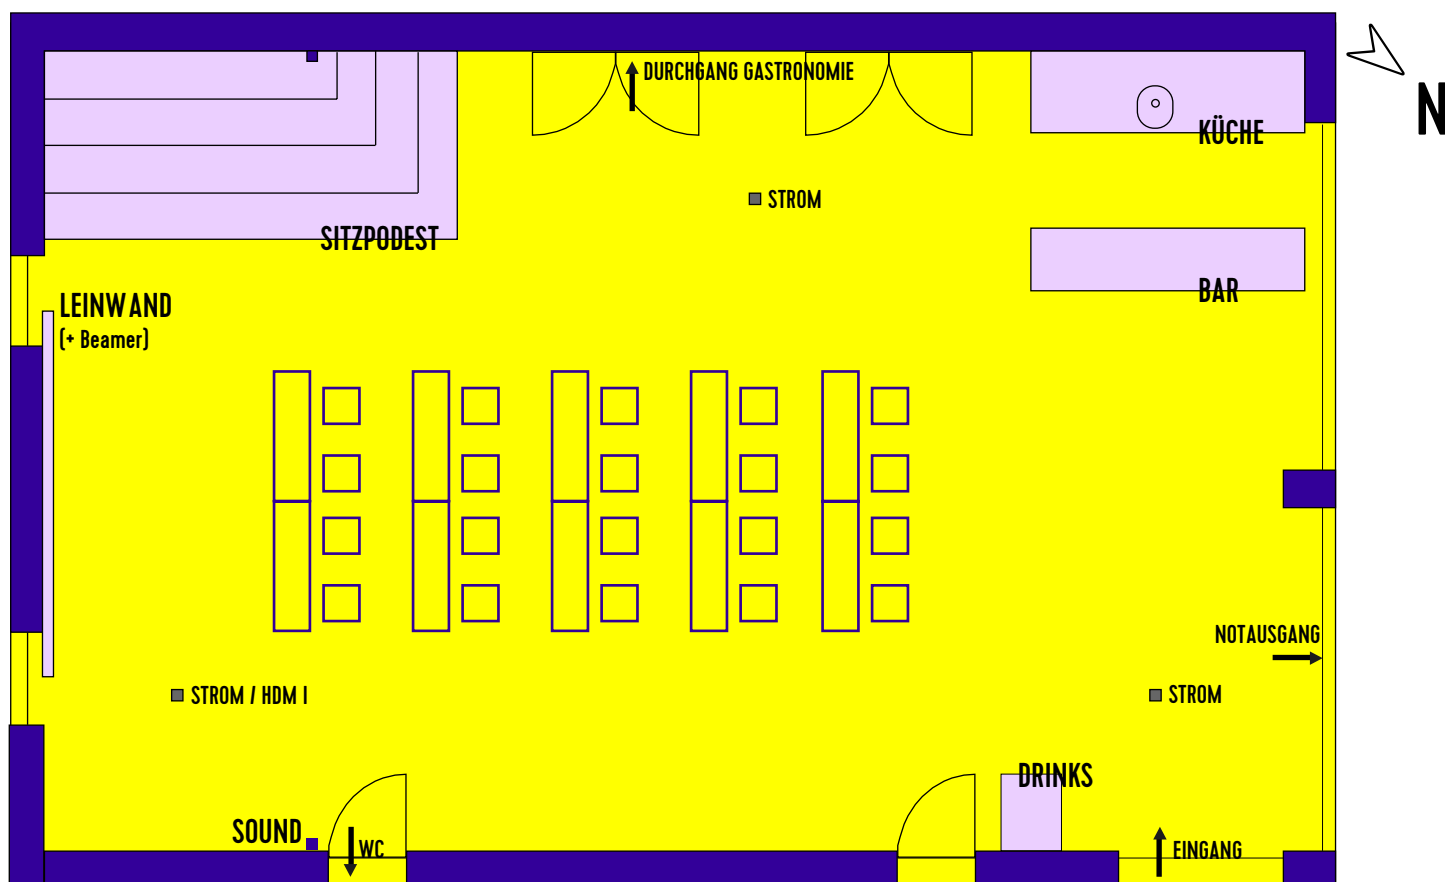 DURCHGANG GASTRONOMIE
N
KÜCHE
STROM
SITZPODEST
BAR
LEINWAND
(+ Beamer)
NOTAUSGANG
STROM / HDMI
STROM
DRINKS
SOUND
WC
EINGANG